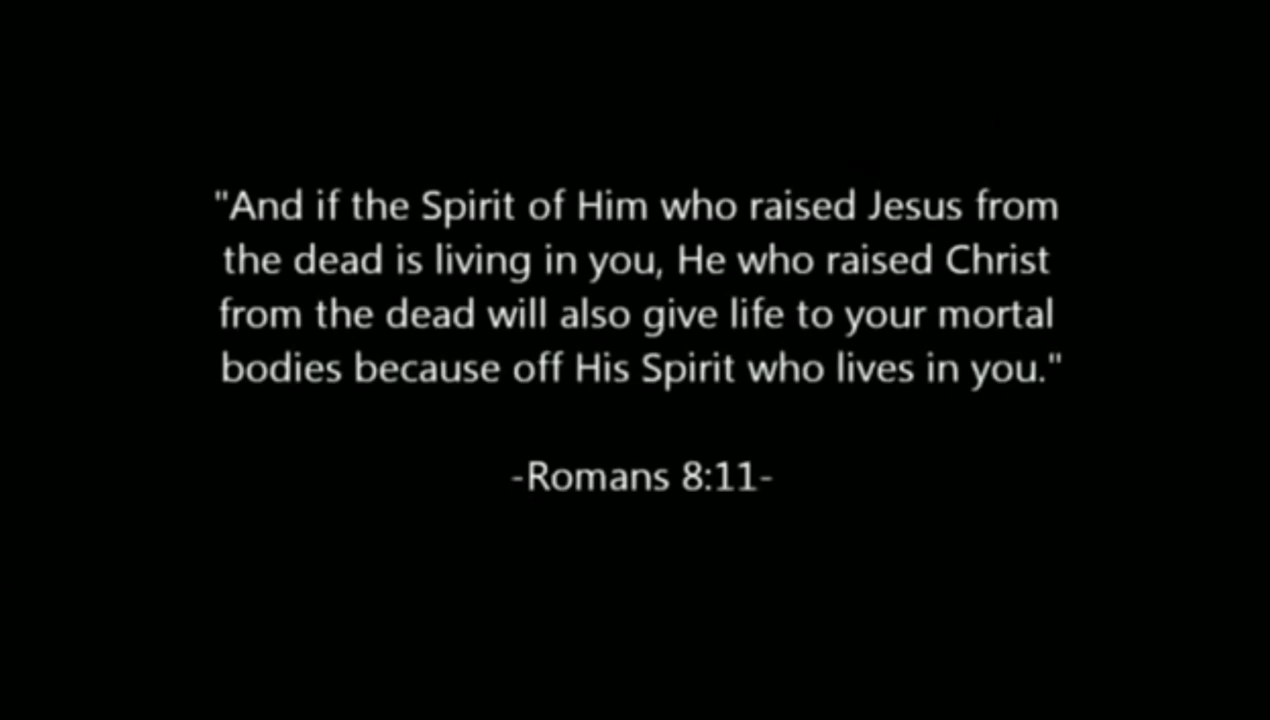 "And if the Spirit of Him who raised Jesus from
the dead is living in you, He who raised Christ
from the dead will also give life to your mortal
bodies because off His Spirit who lives in you."
-Romans 8:11-